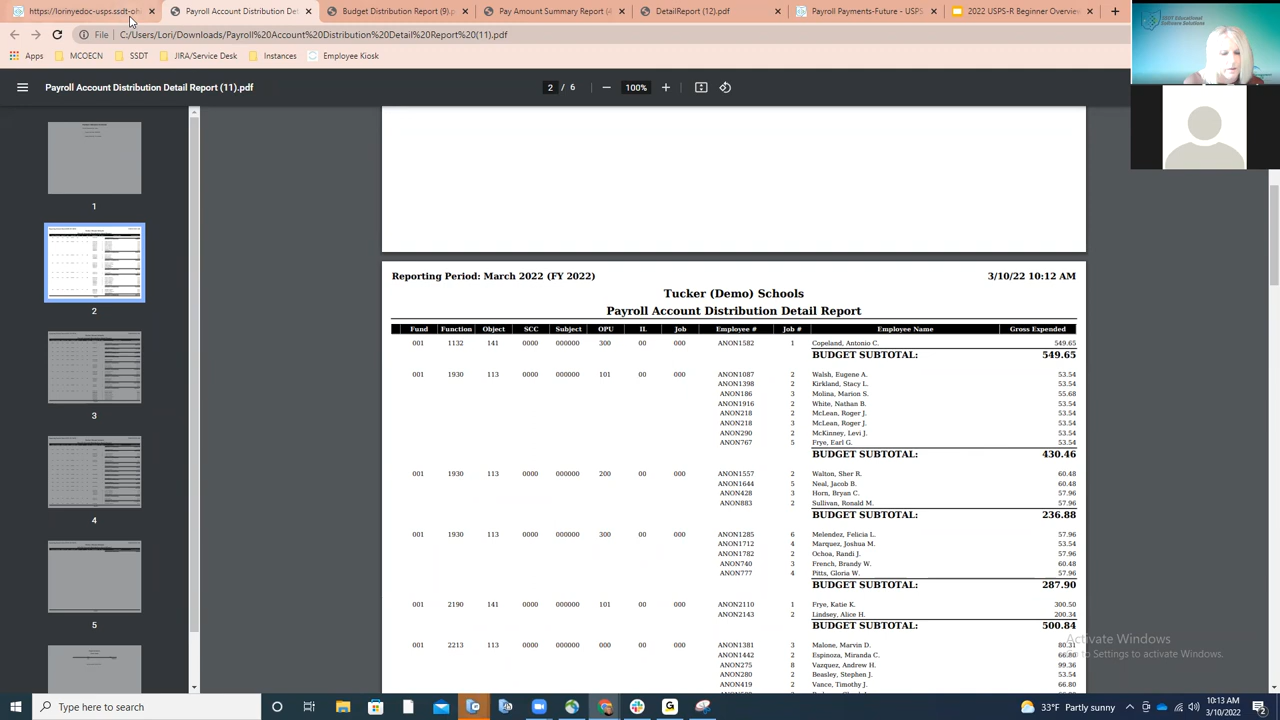 http://lorinyedoc-usps.ssdt-oh
Payroll Account Distribution Det
Budget Distribution Report (9).p
Pay Amount Summary Report (4
DetailReport (12).pdf
Payroll Payments-Future - USPS
2022 USPS-R Beginner Overview
File C:/Users/Lori/Downloads/Payroll%20Account%20Distribution%20Detail%20Report%20(11
Apps MCOECN SSDT JIRA/Service Desk Instances Employee Kiosk
SSDT Educational
Software Solutions
Payroll Account Distribution Detail Report (11).pdf
2 / 6
100%
1
2
3
4
5
Reporting Period: March 2022 (FY 2022) 3/10/22 10:12 AM
Tucker (Demo) Schools
Payroll Account Distribution Detail Report
Fund Function Object SCC Subject OPU IL Job Employee # Job # Employee Name Gross Expended
001 1132 141 0000 000000 300 00 000 ANON1582 1 Copeland, Antonio C. 549.65
BUDGET SUBTOTAL: 549.65
001 1930 113 0000 000000 101 00 000 ANON1087 2 Walsh, Eugene A. 53.54
ANON1398 2 Kirkland, Stacy L. 53.54
ANON186 3 Molina, Marion S. 55.68
ANON1916 2 White, Nathan B. 53.54
ANON218 2 McLean, Roger J. 53.54
ANON218 3 McLean, Roger J. 53.54
ANON290 2 McKinney, Levi J. 53.54
ANON767 5 Frye, Earl G. 53.54
BUDGET SUBTOTAL: 430.46
001 1930 113 0000 000000 200 00 000 ANON1557 2 Walton, Sher R. 60.48
ANON1644 5 Neal, Jacob B. 60.48
ANON428 3 Horn, Bryan C. 57.96
ANON883 2 Sullivan, Ronald M. 57.96
BUDGET SUBTOTAL: 236.88
001 1930 113 0000 000000 300 00 000 ANON1285 6 Melendez, Felicia L. 57.96
ANON1712 4 Marquez, Joshua M. 53.54
ANON1782 2 Ochoa, Randi J. 57.96
ANON740 3 French, Brandy W. 60.48
ANON777 4 Pitts, Gloria W. 57.96
BUDGET SUBTOTAL: 287.90
001 2190 141 0000 000000 101 00 000 ANON2110 1 Frye, Katie K. 300.50
ANON2143 2 Lindsey, Alice H. 200.34
BUDGET SUBTOTAL: 500.84
001 2213 113 0000 000000 000 00 000 ANON1381 3 Malone, Marvin D. 80.31
ANON1442 2 Espinoza, Miranda C. 66.80
ANON275 8 Vazquez, Andrew H. 99.36
ANON280 2 Beasley, Stephen J. 53.54
ANON419 2 Vance, Timothy J. 66.80
Activate Windows
Go to Settings to activate Windows.
Type here to search
33°F Partly sunny
10:13 AM
3/10/2022
2